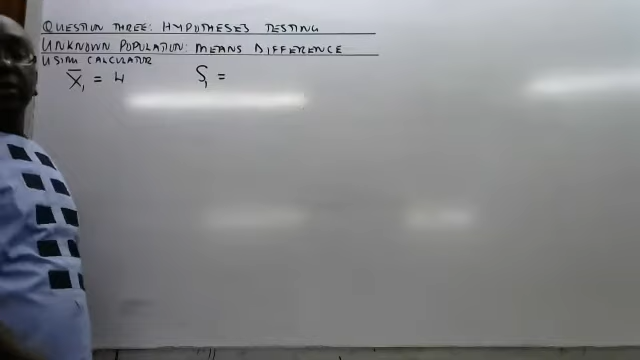 QUESTION THREE: HYPOTHESES TESTING
UNKNOWN POPULATION: MEANS DIFFERENCE
USING CALCULATOR
X̄₁ = 4 S₁ =